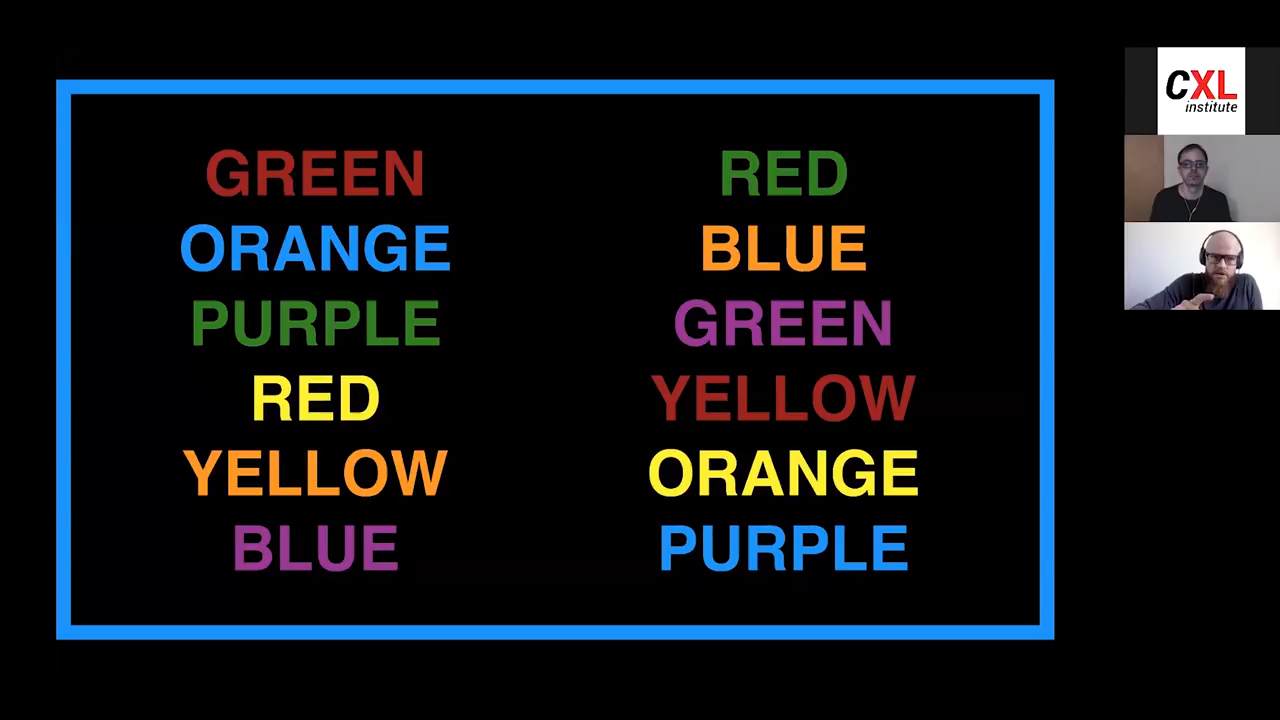 GREEN
ORANGE
PURPLE
RED
YELLOW
BLUE
RED
BLUE
GREEN
YELLOW
ORANGE
PURPLE
CXL
institute